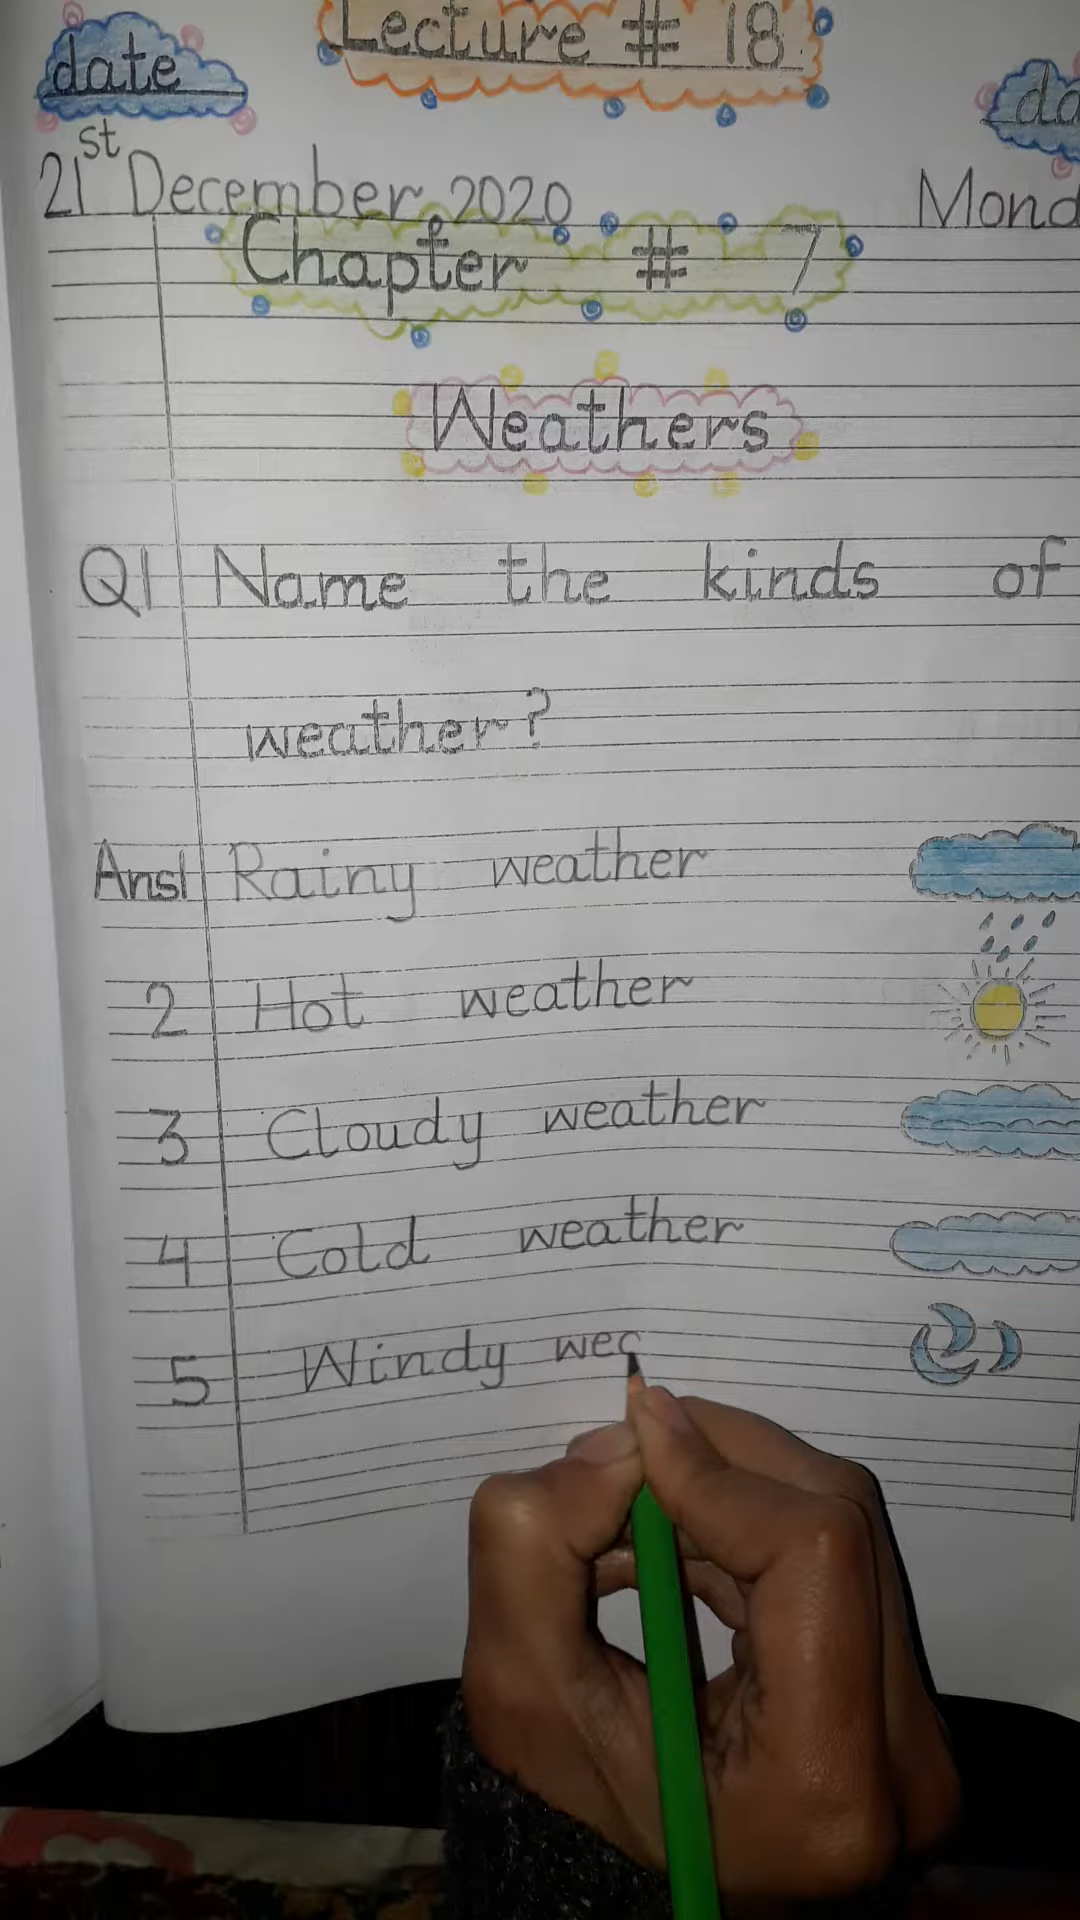 Lecture # 18
date
21st December, 2020
Chapter # 7
Weathers
Q1 Name the kinds of
weather?
Ans1 Rainy weather
2 Hot weather
3 Cloudy weather
4 Cold weather
5 Windy wea